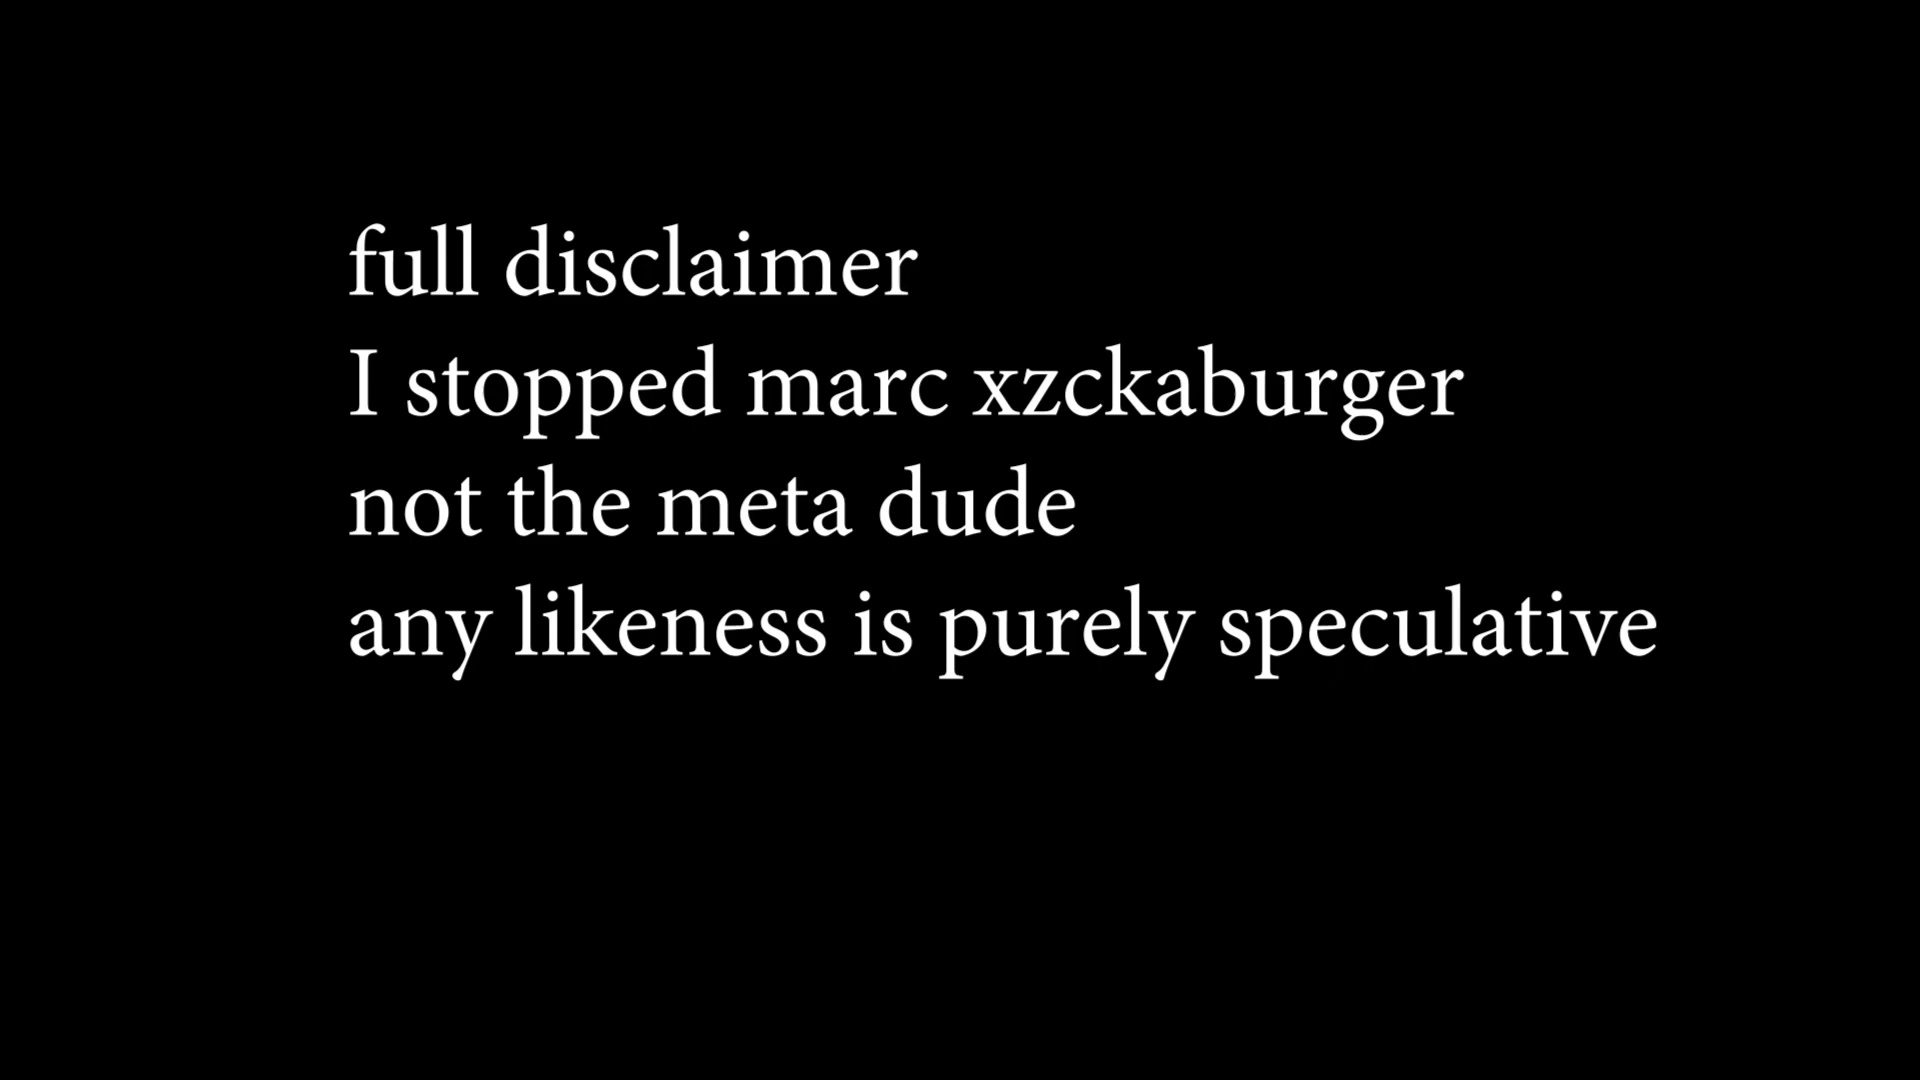 full disclaimer
I stopped marc xzckaburger
not the meta dude
any likeness is purely speculative